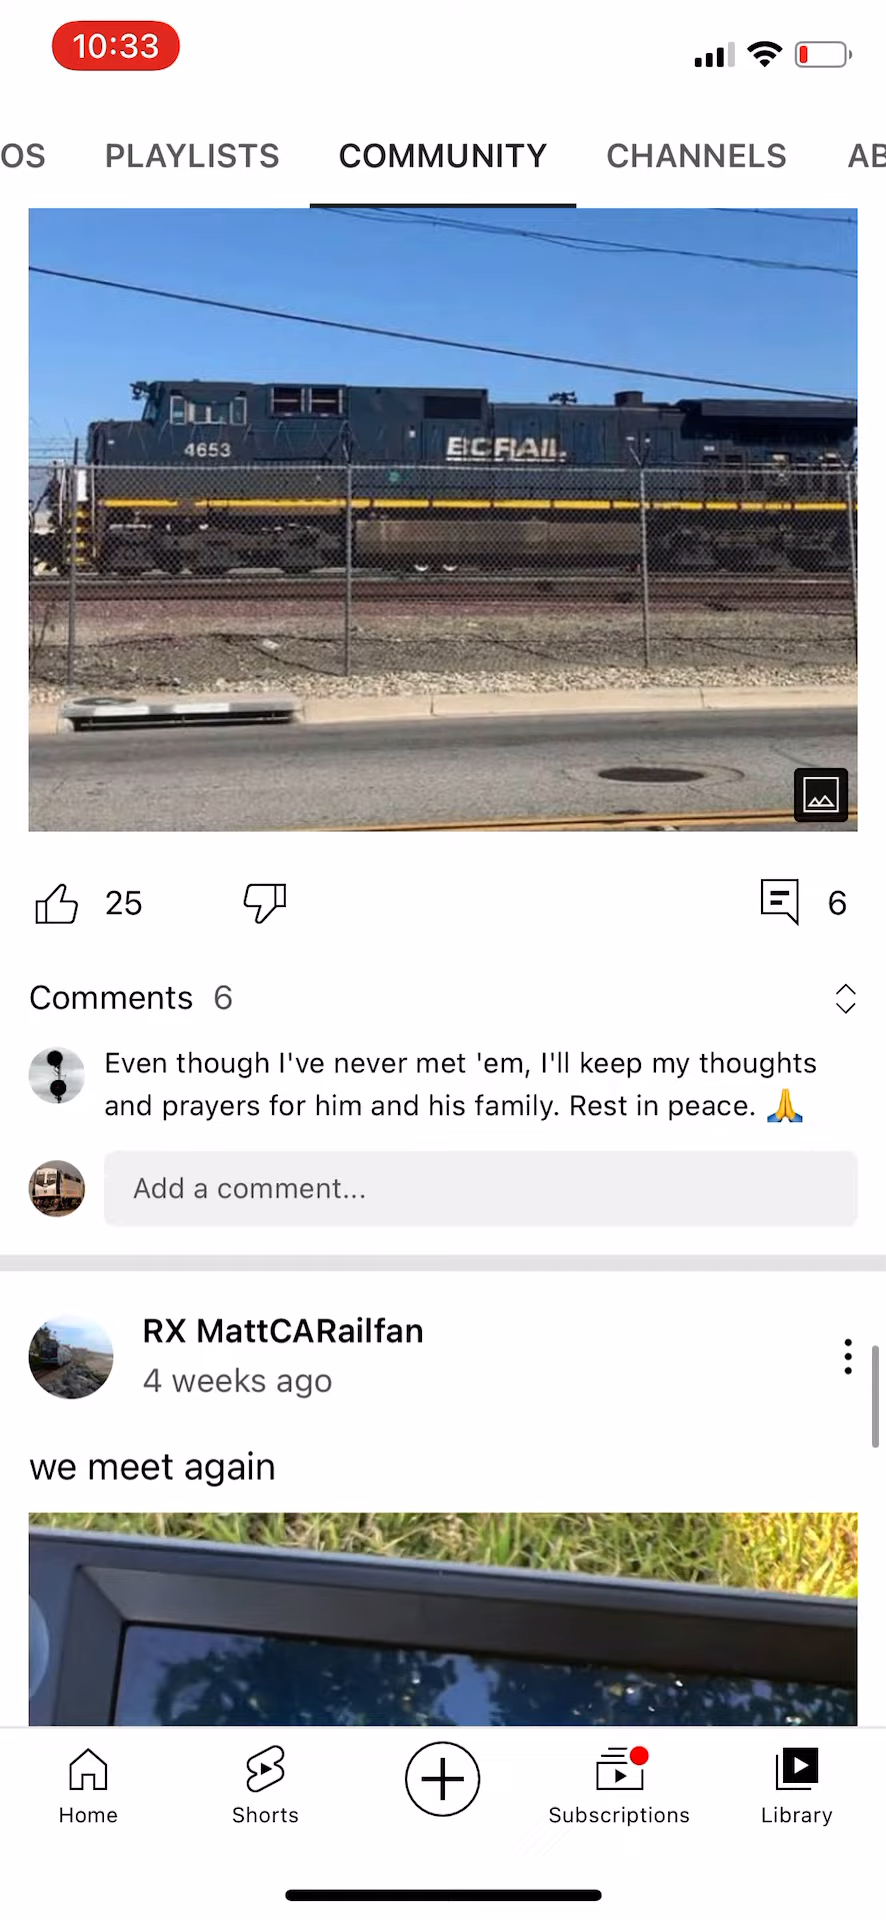 10:33
OS PLAYLISTS COMMUNITY CHANNELS AB
4653 BC RAIL
25 6
Comments 6
Even though I've never met 'em, I'll keep my thoughts
and prayers for him and his family. Rest in peace. 🙏
Add a comment...
RX MattCARailfan
4 weeks ago
we meet again
Home Shorts Subscriptions Library